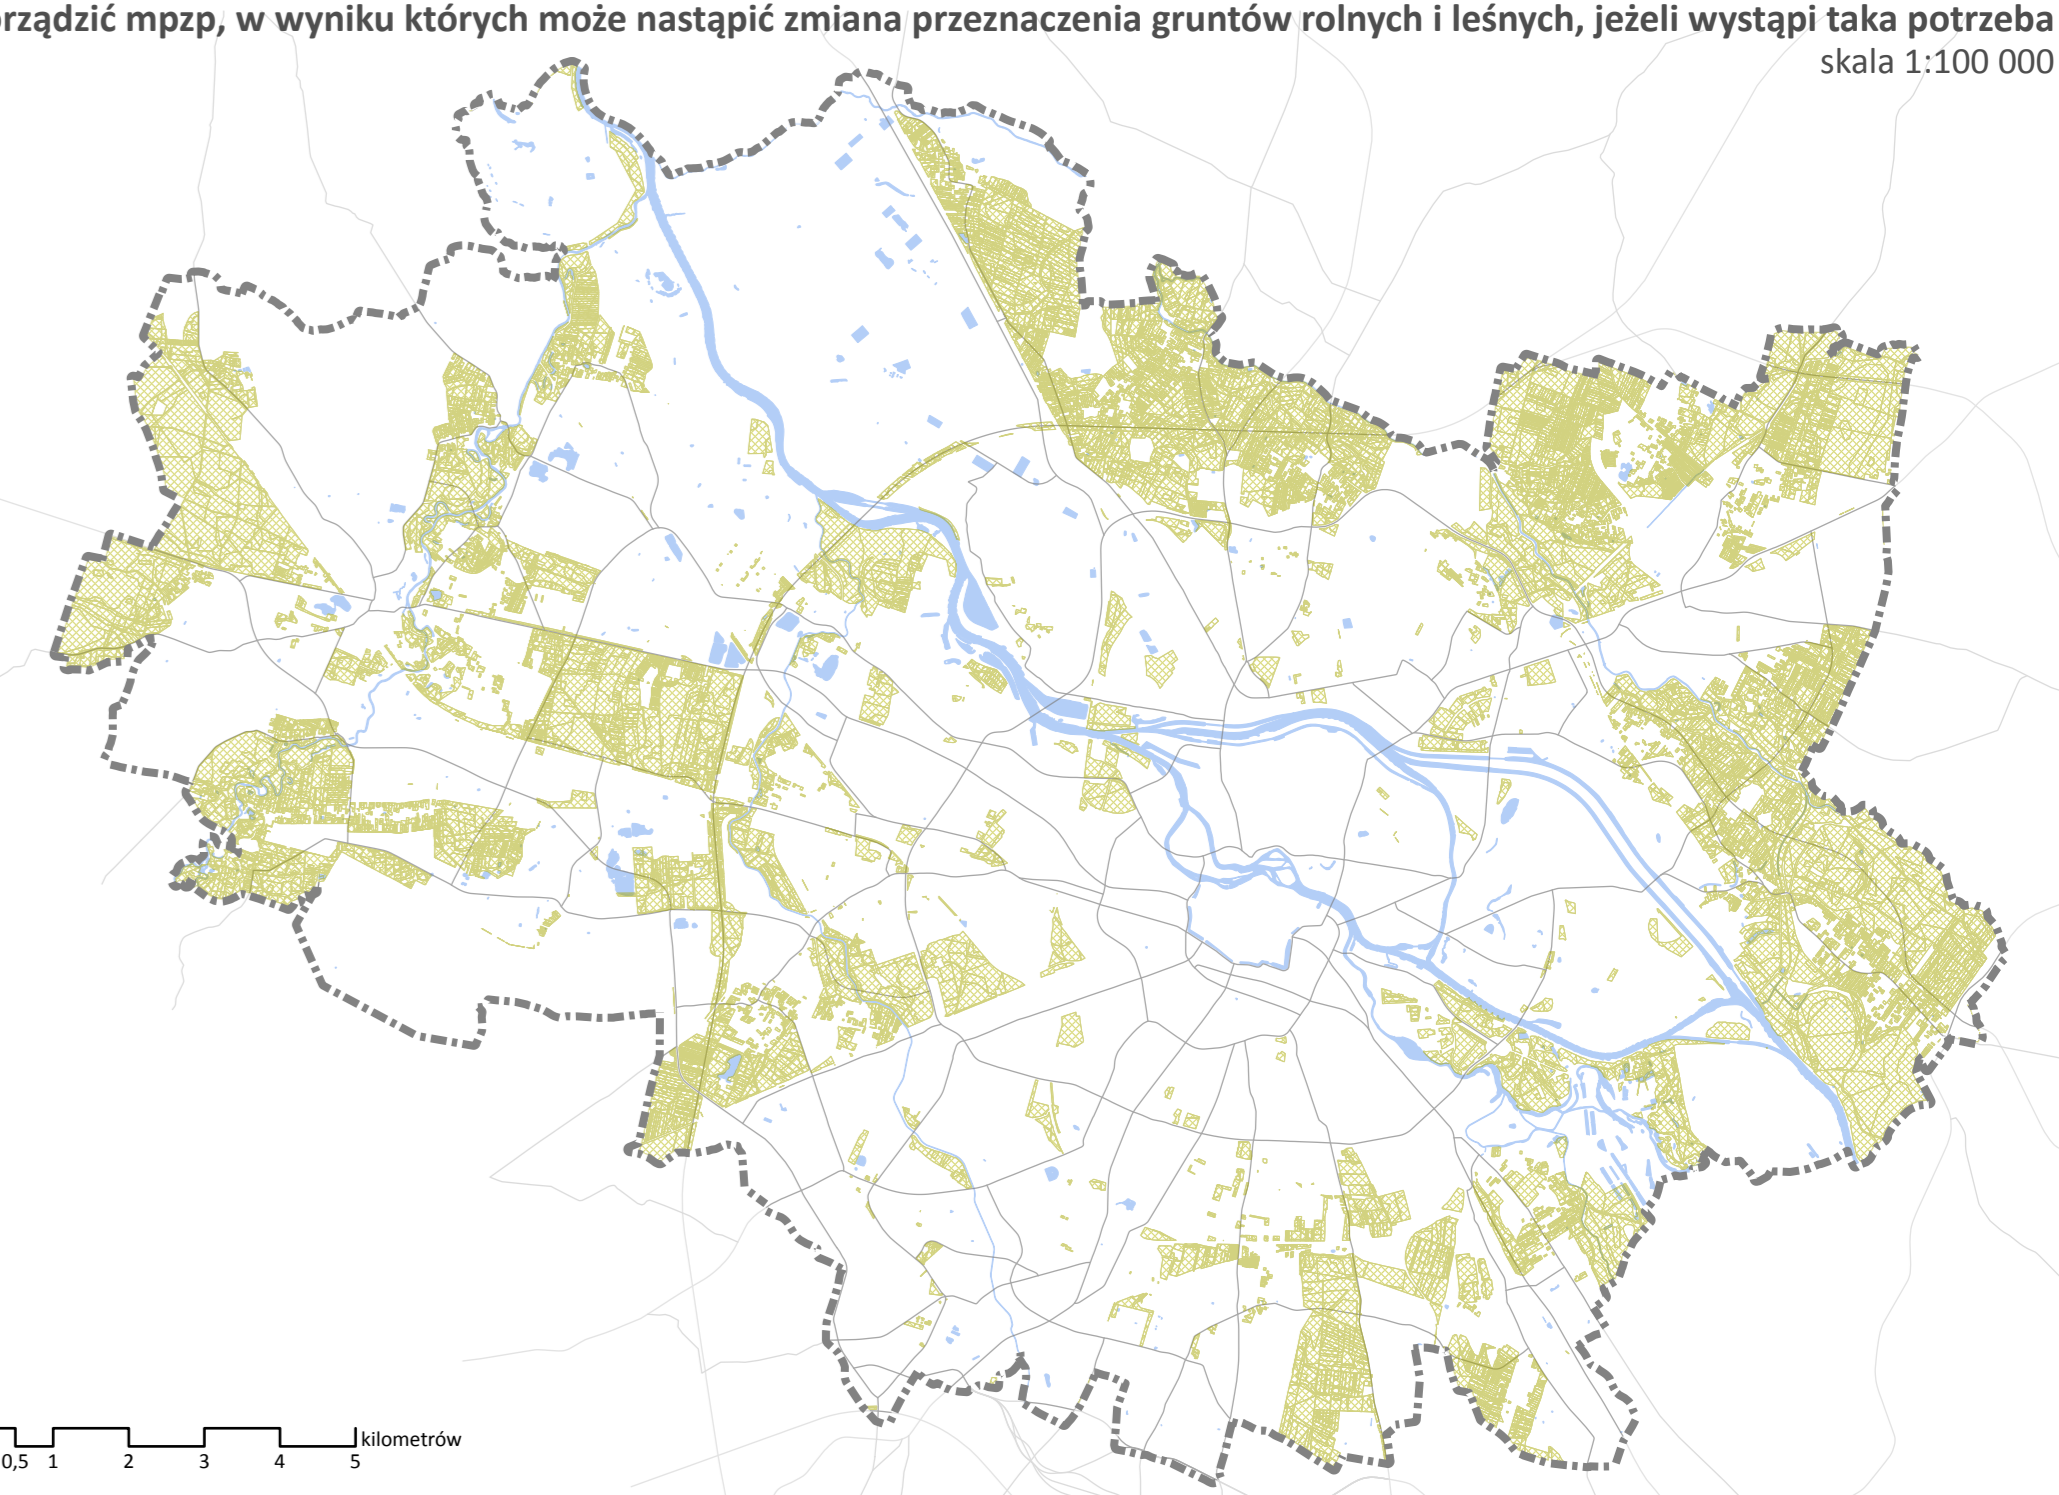 rządzić mpzp, w wyniku których może nastąpić zmiana przeznaczenia gruntów rolnych i leśnych, jeżeli wystąpi taka potrzeba
skala 1:100 000
kilometrów
0,5 1 2 3 4 5